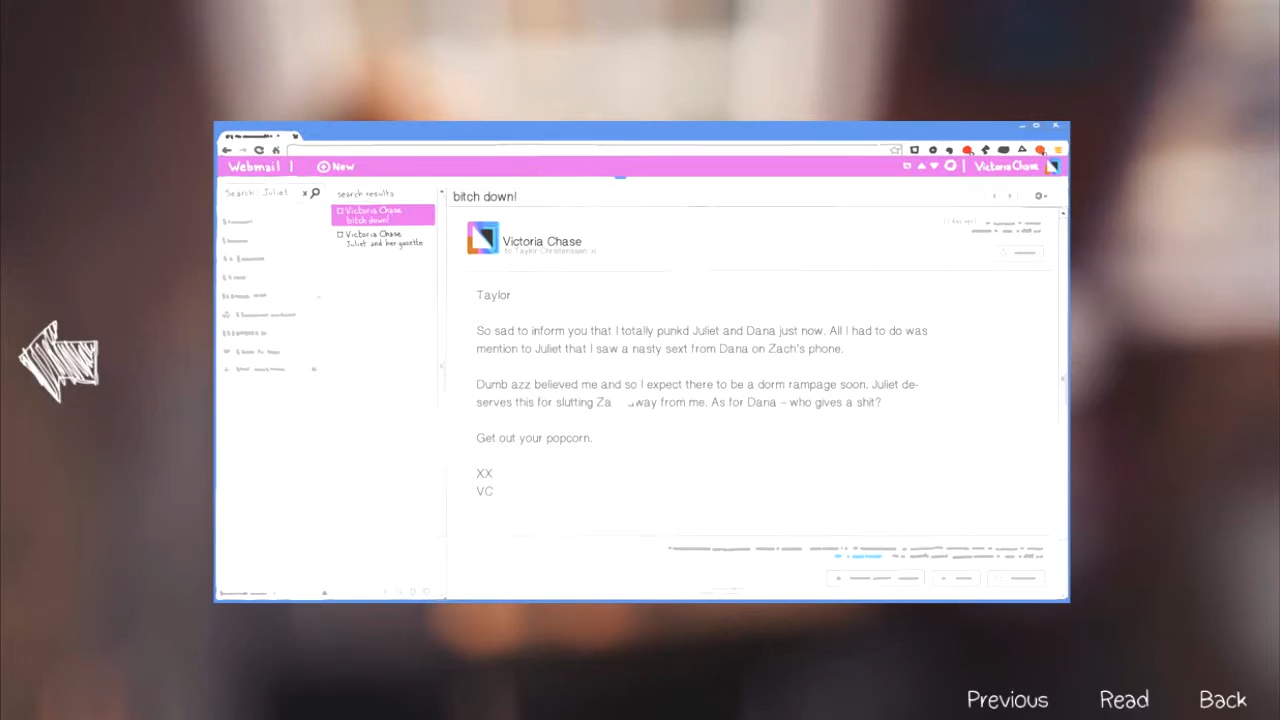 Webmail |
New
| Victoria Chase
Search: Juliet x
search results
Victoria Chase
bitch down!
Victoria Chase
Juliet and her gazette
bitch down!
Victoria Chase
to Taylor Christensen +1
Taylor
So sad to inform you that I totally punkd Juliet and Dana just now. All I had to do was
mention to Juliet that I saw a nasty sext from Dana on Zach's phone.
Dumb azz believed me and so I expect there to be a dorm rampage soon. Juliet de-
serves this for slutting Za away from me. As for Dana – who gives a shit?
Get out your popcorn.
XX
VC
Previous
Read
Back